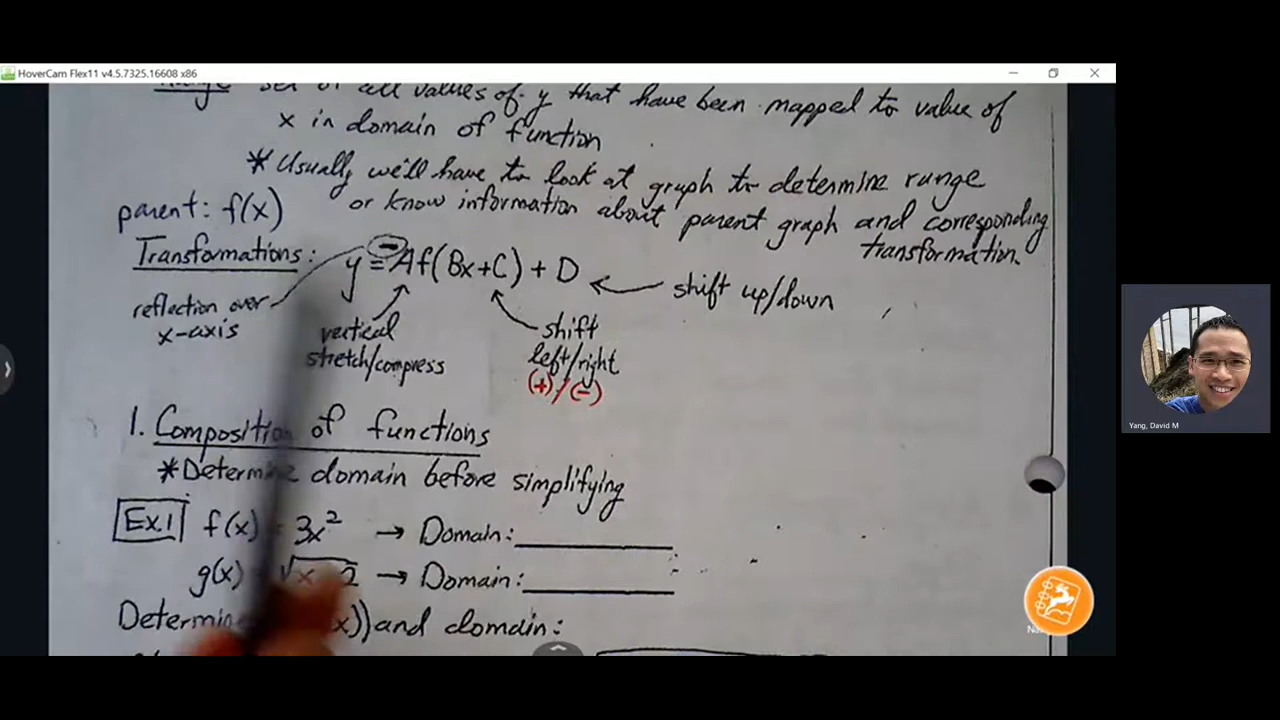 HoverCam Flex11 v4.5.7325.16608 x86
Range set of all values of y that have been mapped to value of
x in domain of function
* Usually we'll have to look at graph to determine range
or know information about parent graph and corresponding
transformation.
parent: f(x)
Transformations: y = -Af(Bx+C) + D
shift up/down
reflection over
x-axis
vertical
stretch/compress
shift
left/right
(+)/(-)
1. Composition of functions
* Determine domain before simplifying
Ex.1 f(x) = 3x² → Domain:
g(x) → Domain:
x)) and domain:
Yang, David M